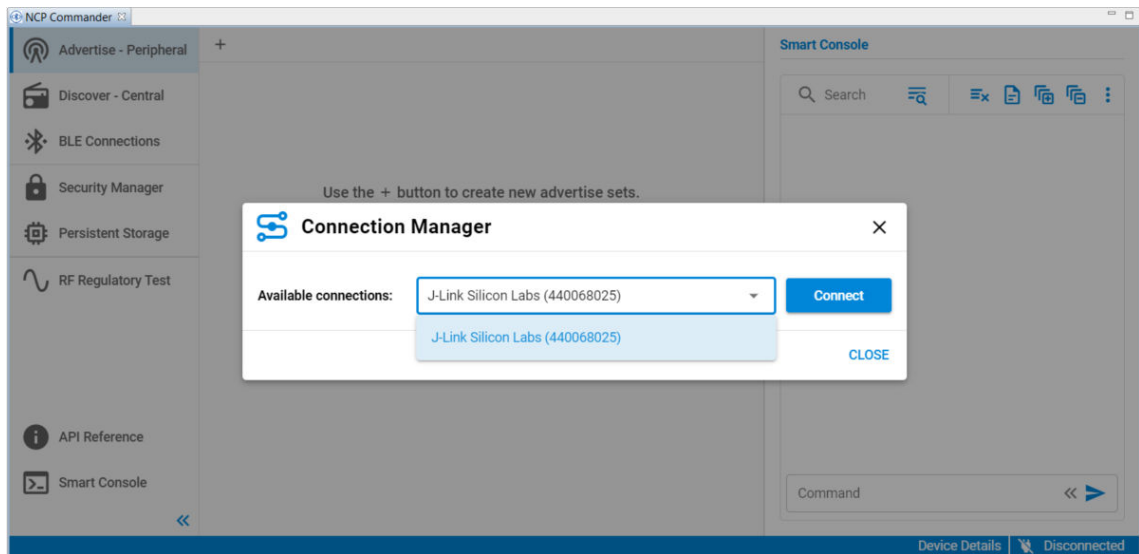 NCP Commander
Advertise - Peripheral
+
Smart Console
Discover - Central
Search
BLE Connections
Security Manager
Use the + button to create new advertise sets.
Persistent Storage
Connection Manager
RF Regulatory Test
Available connections:
J-Link Silicon Labs (440068025)
Connect
J-Link Silicon Labs (440068025)
CLOSE
API Reference
Smart Console
Command
Device Details
Disconnected